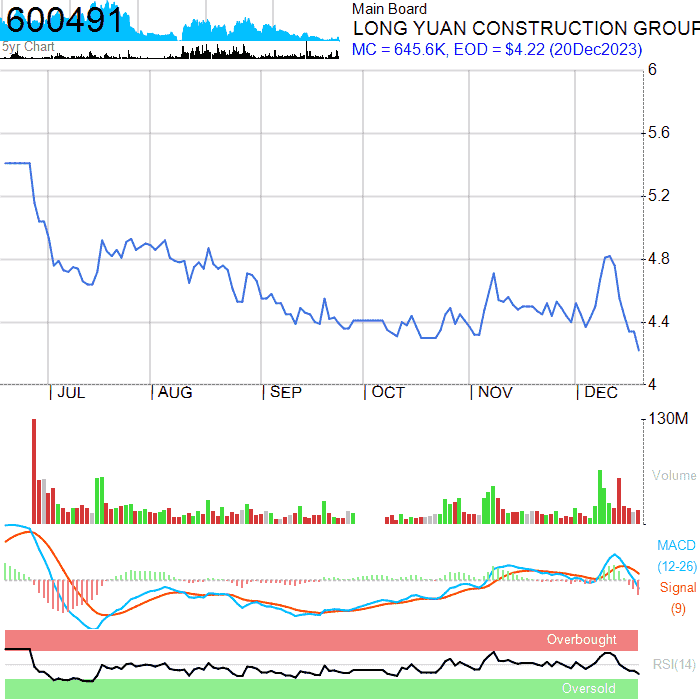 600491
5yr Chart
Main Board
LONG YUAN CONSTRUCTION GROUP
MC = 645.6K, EOD = $4.22 (20Dec2023)
6
5.6
5.2
4.8
4.4
4
JUL AUG SEP OCT NOV DEC
130M
Volume
MACD
(12-26)
Signal
(9)
Overbought
RSI(14)
Oversold